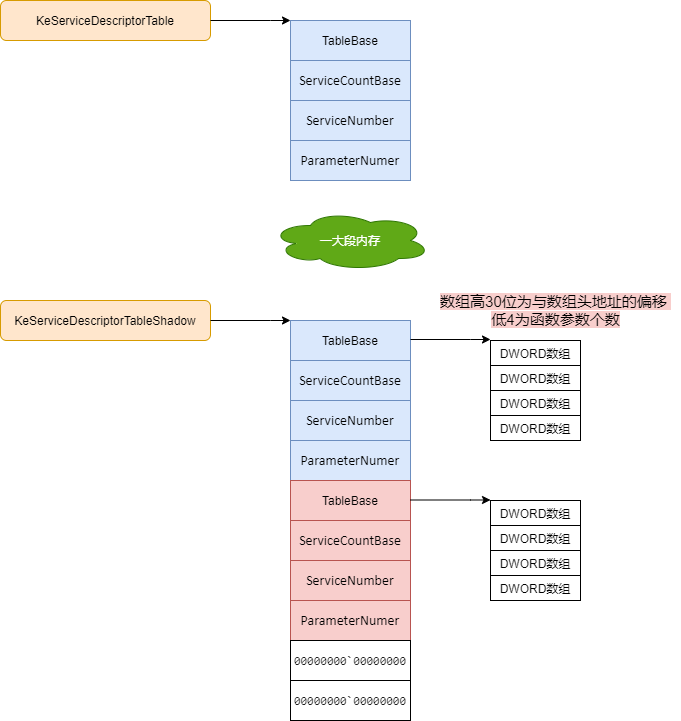 KeServiceDescriptorTable
TableBase
ServiceCountBase
ServiceNumber
ParameterNumer
一大段内存
KeServiceDescriptorTableShadow
数组高30位为与数组头地址的偏移
低4为函数参数个数
TableBase
ServiceCountBase
ServiceNumber
ParameterNumer
DWORD数组
DWORD数组
DWORD数组
DWORD数组
TableBase
ServiceCountBase
ServiceNumber
ParameterNumer
DWORD数组
DWORD数组
DWORD数组
DWORD数组
00000000`00000000
00000000`00000000